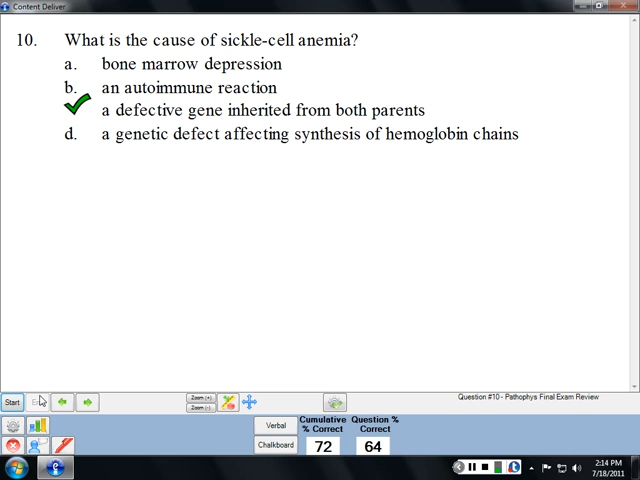 Content Deliver
10. What is the cause of sickle-cell anemia?
a. bone marrow depression
b. an autoimmune reaction
a defective gene inherited from both parents
d. a genetic defect affecting synthesis of hemoglobin chains
Start
Zoom (+)
Zoom (-)
Question #10 - Pathophys Final Exam Review
Verbal
Chalkboard
Cumulative % Correct
Question % Correct
72
64
2:14 PM
7/18/2011